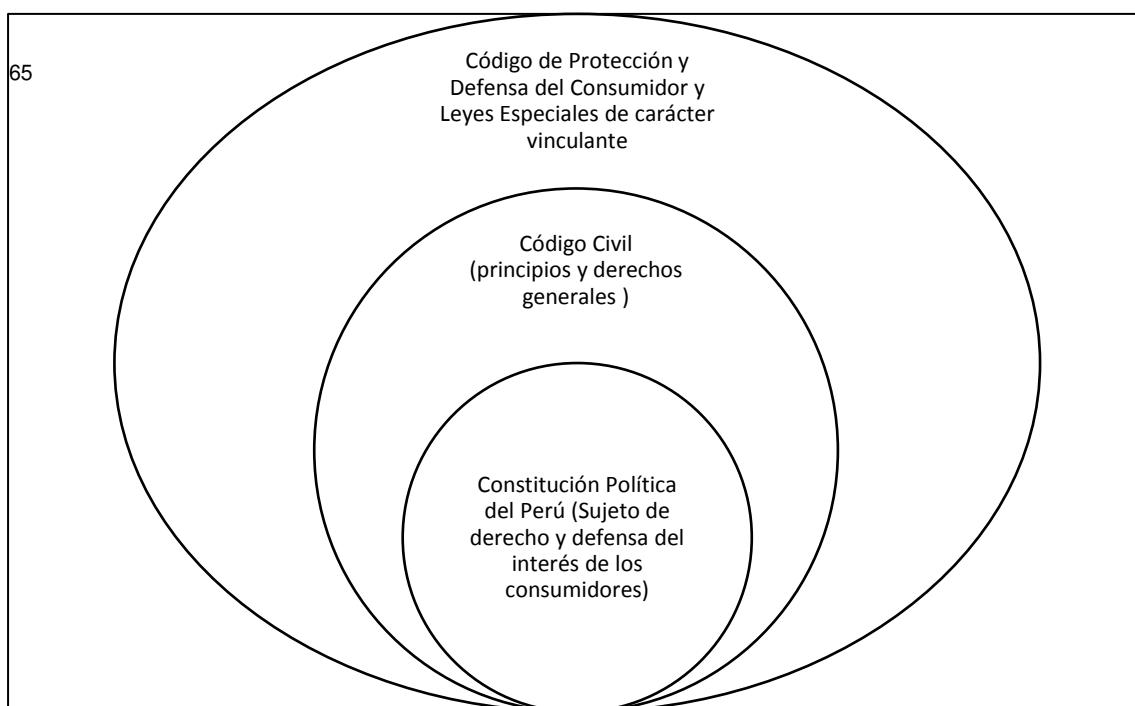 65
Código de Protección y
Defensa del Consumidor y
Leyes Especiales de carácter
vinculante
Código Civil
(principios y derechos
generales )
Constitución Política
del Perú (Sujeto de
derecho y defensa del
interés de los
consumidores)